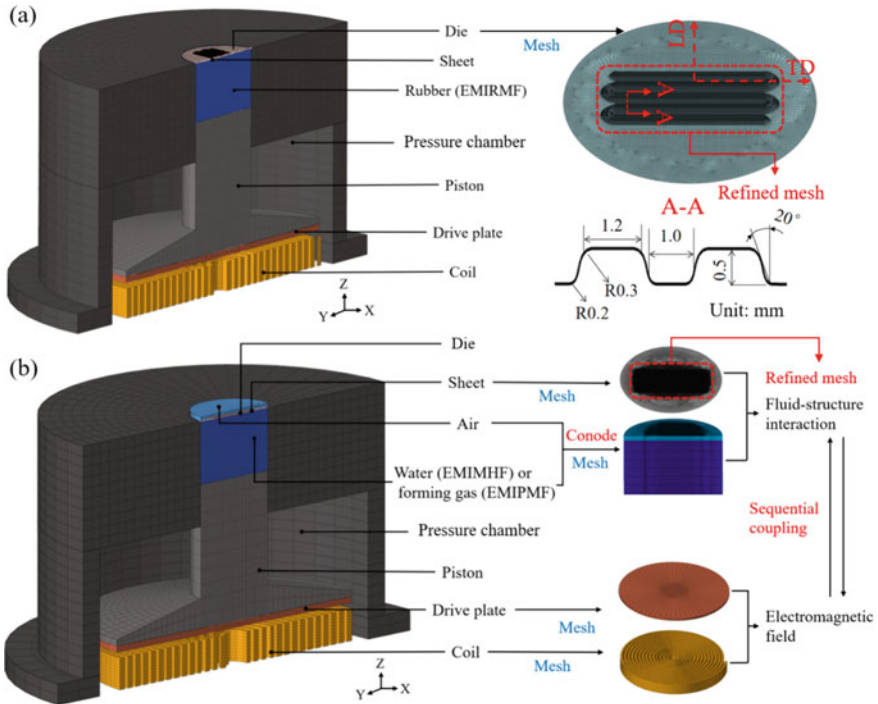 (a)
Die
Mesh
Sheet
Rubber (EMIRMF)
Pressure chamber
Piston
Drive plate
Coil
Z
Y
X
LD
TD
A
A
Refined mesh
A-A
1.2
1.0
20°
0.5
R0.3
R0.2
Unit: mm
(b)
Die
Sheet
Mesh
Air
Conode
Mesh
Water (EMIMHF) or
forming gas (EMIPMF)
Pressure chamber
Piston
Drive plate
Mesh
Coil
Mesh
Z
Y
X
Refined mesh
Fluid-structure
interaction
Sequential
coupling
Electromagnetic
field